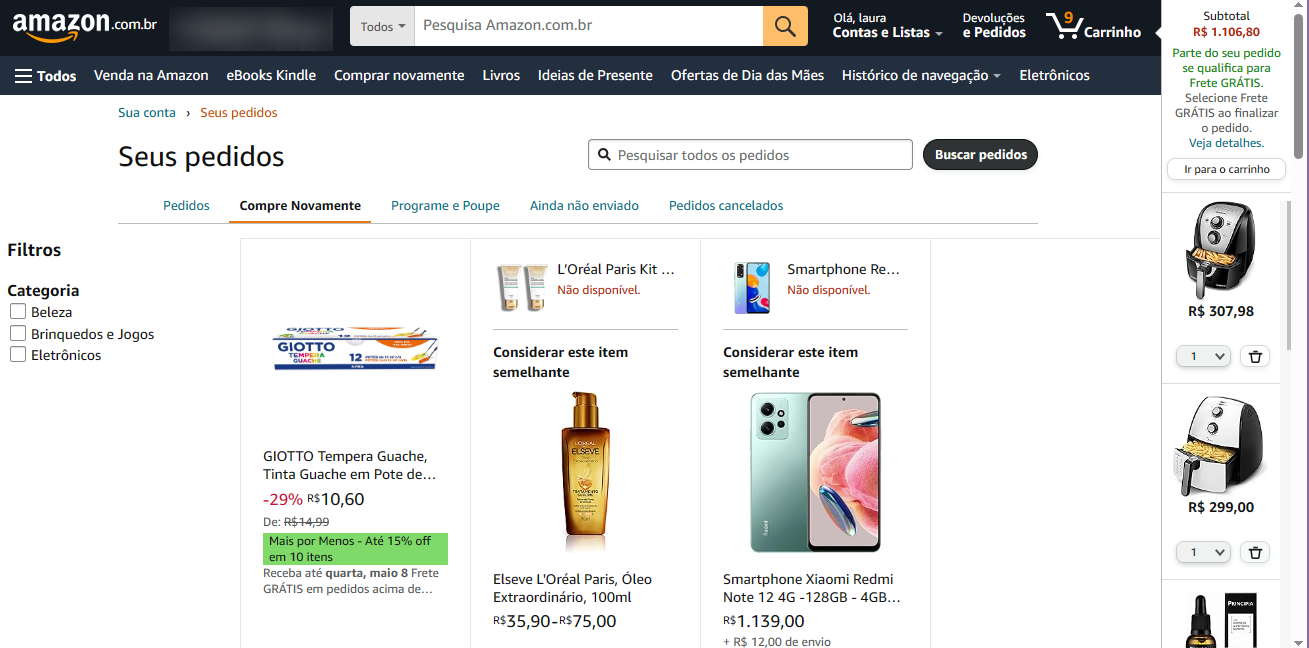 amazon.com.br
Todos
Pesquisa Amazon.com.br
Olá, laura
Contas e Listas
Devoluções
e Pedidos
9
Carrinho
Todos
Venda na Amazon
eBooks Kindle
Comprar novamente
Livros
Ideias de Presente
Ofertas de Dia das Mães
Histórico de navegação
Eletrônicos
Sua conta › Seus pedidos
Seus pedidos
Pesquisar todos os pedidos
Buscar pedidos
Pedidos
Compre Novamente
Programe e Poupe
Ainda não enviado
Pedidos cancelados
Filtros
Categoria
Beleza
Brinquedos e Jogos
Eletrônicos
GIOTTO
TEMPERA
GUACHE
12
GIOTTO Tempera Guache,
Tinta Guache em Pote de...
-29% R$10,60
De: R$14,99
Mais por Menos - Até 15% off
em 10 itens
Receba até quarta, maio 8 Frete
GRÁTIS em pedidos acima de...
L'Oréal Paris Kit ...
Não disponível.
Considerar este item
semelhante
L'ORÉAL
ELSEVE
Elseve L'Oréal Paris, Óleo
Extraordinário, 100ml
R$35,90-R$75,00
Smartphone Re...
Não disponível.
Considerar este item
semelhante
Redmi
Smartphone Xiaomi Redmi
Note 12 4G -128GB - 4GB...
R$1.139,00
+ R$ 12,00 de envio
Subtotal
R$ 1.106,80
Parte do seu pedido
se qualifica para
Frete GRÁTIS.
Selecione Frete
GRÁTIS ao finalizar
o pedido.
Veja detalhes.
Ir para o carrinho
R$ 307,98
1
R$ 299,00
1
PRINCIPIA